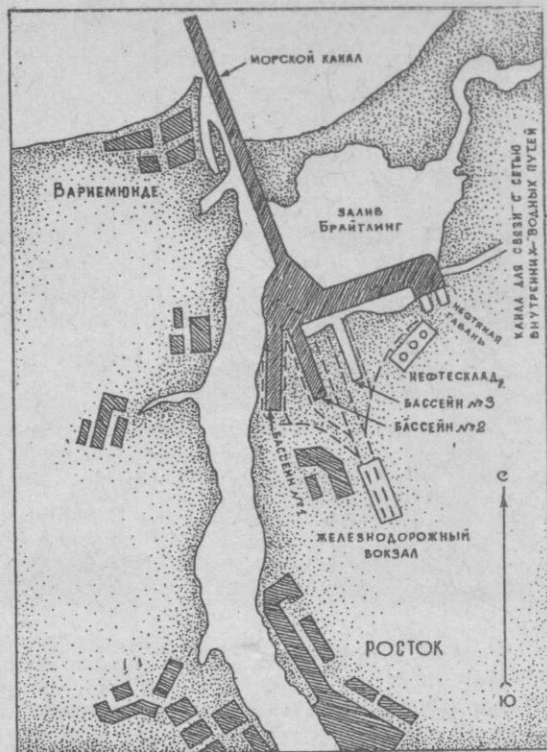 МОРСКОЙ КАНАЛ
ВАРНЕМЮНДЕ
ЗАЛИВ
БРАЙТЛИНГ
КАНАЛ ДЛЯ СВЯЗИ С СЕТЬЮ
ВНУТРЕННИХ ВОДНЫХ ПУТЕЙ
НЕФТЯНАЯ
ГАВАНЬ
НЕФТЕСКЛАД
БАССЕЙН №3
БАССЕЙН №2
БАССЕЙН №1
ЖЕЛЕЗНОДОРОЖНЫЙ
ВОКЗАЛ
С
РОСТОК
Ю